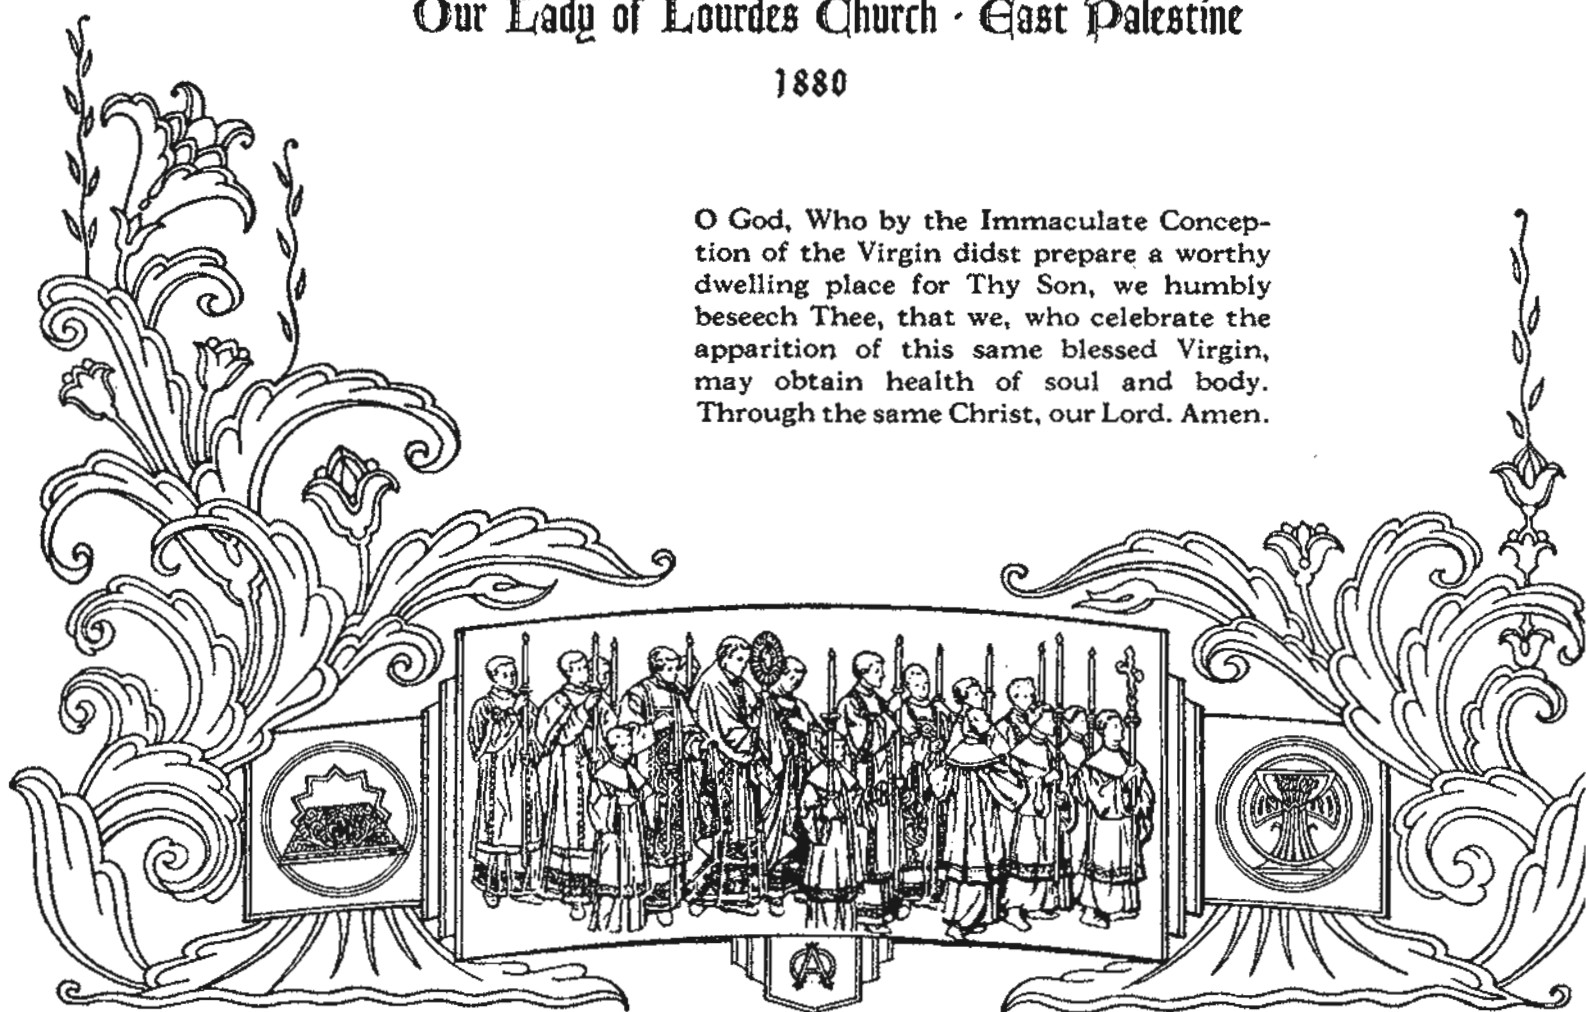 Our Lady of Lourdes Church · East Palestine
1880
O God, Who by the Immaculate Concep-
tion of the Virgin didst prepare a worthy
dwelling place for Thy Son, we humbly
beseech Thee, that we, who celebrate the
apparition of this same blessed Virgin,
may obtain health of soul and body.
Through the same Christ, our Lord. Amen.